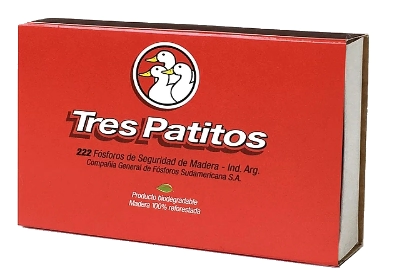 Tres Patitos
222 Fósforos de Seguridad de Madera - Ind. Arg.
Compañía General de Fósforos Sudamericana S.A.
Producto biodegradable
Madera 100% reforestada